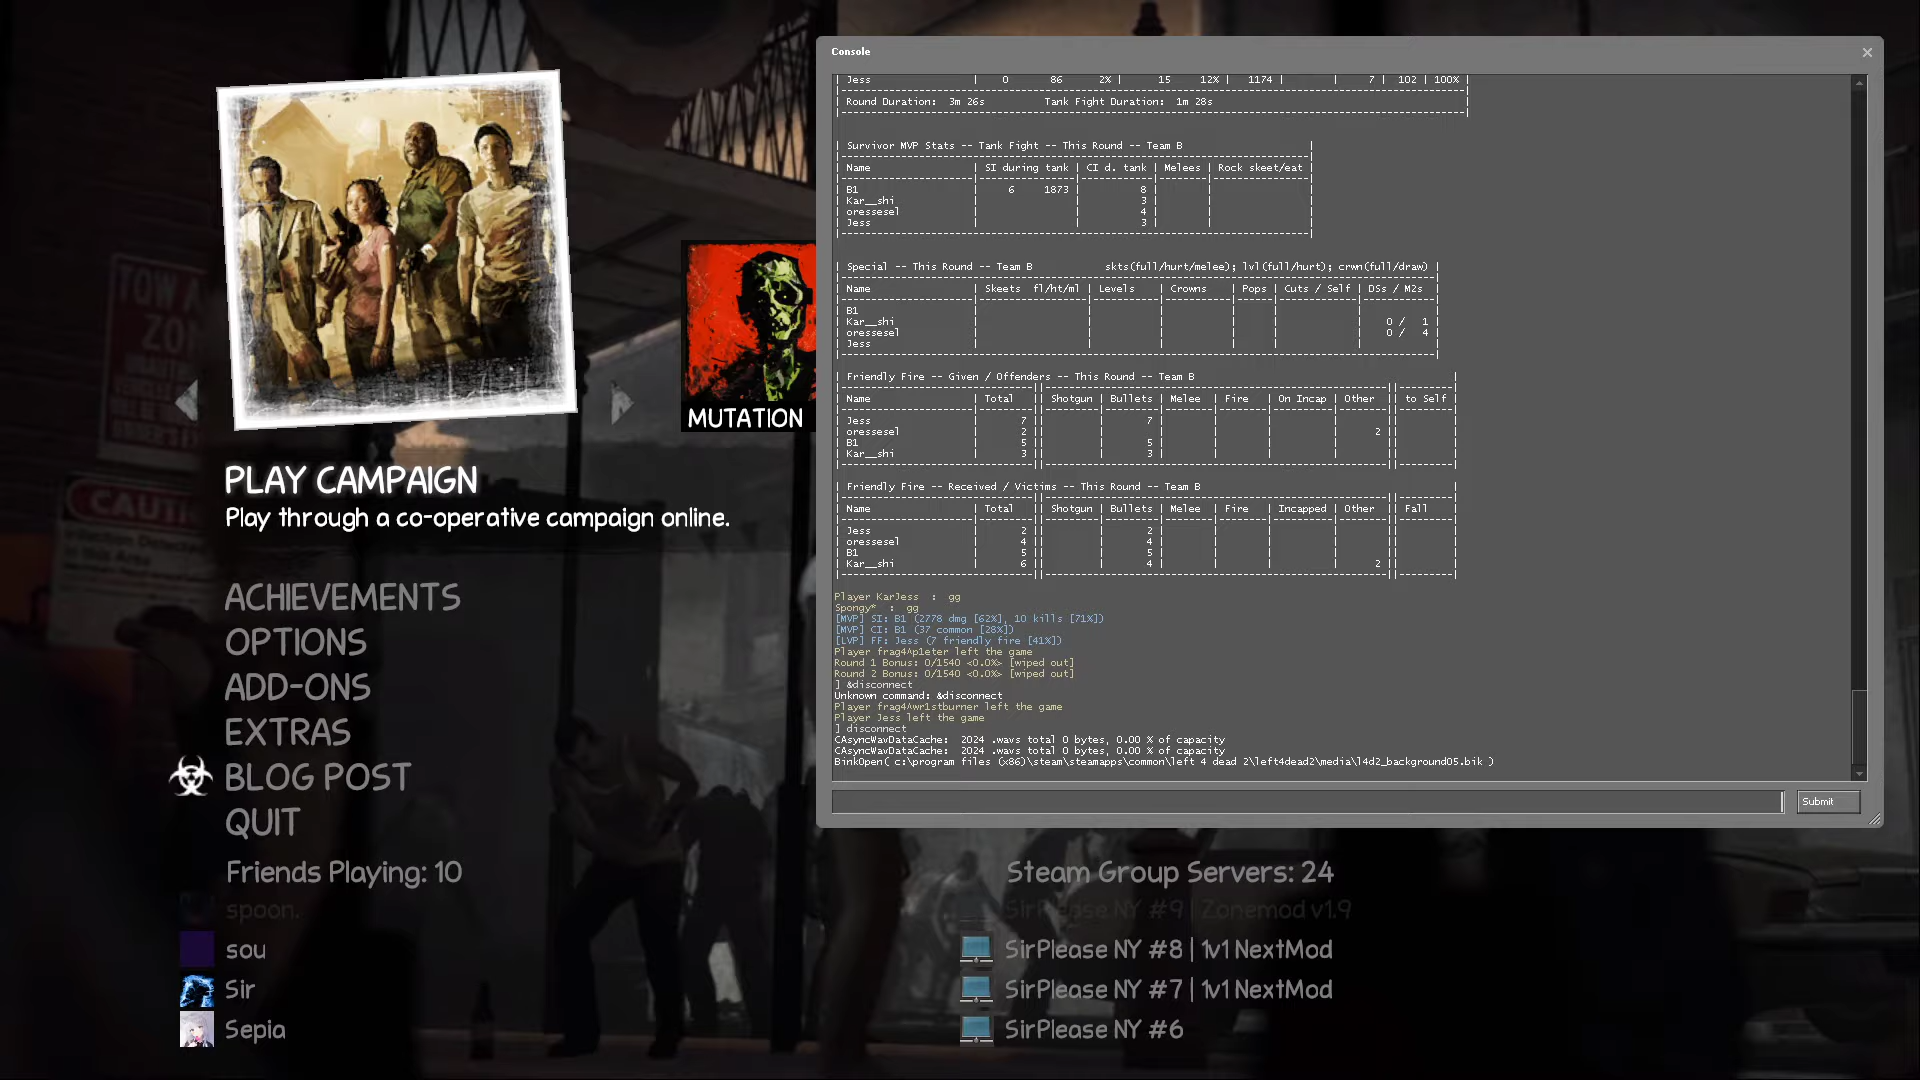 Console
| Jess | 0 86 2% | 15 12% | 1174 | | 7 | 102 | 100% |
| Round Duration: 3m 26s Tank Fight Duration: 1m 28s |
| Survivor MVP Stats -- Tank Fight -- This Round -- Team B |
| Name | SI during tank | CI d. tank | Melees | Rock skeet/eat |
| B1 | 6 1873 | 8 | | |
| Kar__shi | | 3 | | |
| oressesel | | 4 | | |
| Jess | | 3 | | |
| Special -- This Round -- Team B skts(full/hurt/melee); lvl(full/hurt); crwn(full/draw) |
| Name | Skeets fl/ht/ml | Levels | Crowns | Pops | Cuts / Self | DSs / M2s |
| B1 | | | | | | |
| Kar__shi | | | | | | 0 / 1 |
| oressesel | | | | | | 0 / 4 |
| Jess | | | | | | |
| Friendly Fire -- Given / Offenders -- This Round -- Team B |
| Name | Total || Shotgun | Bullets | Melee | Fire | On Incap | Other || to Self |
| Jess | 7 || | 7 | | | | || |
| oressesel | 2 || | | | | | 2 || |
| B1 | 5 || | 5 | | | | || |
| Kar__shi | 3 || | 3 | | | | || |
| Friendly Fire -- Received / Victims -- This Round -- Team B |
| Name | Total || Shotgun | Bullets | Melee | Fire | Incapped | Other || Fall |
| Jess | 2 || | 2 | | | | || |
| oressesel | 4 || | 4 | | | | || |
| B1 | 5 || | 5 | | | | || |
| Kar__shi | 6 || | 4 | | | | 2 || |
Player KarJess : gg
Spongy* : gg
[MVP] SI: B1 (2778 dmg [62%], 10 kills [71%])
[MVP] CI: B1 (37 common [28%])
[LVP] FF: Jess (7 friendly fire [41%])
Player frag4^p1eter left the game
Round 1 Bonus: 0/1540 <0.0%> [wiped out]
Round 2 Bonus: 0/1540 <0.0%> [wiped out]
] &disconnect
Unknown command: &disconnect
Player frag4^wr1stburner left the game
Player Jess left the game
] disconnect
CAsyncWavDataCache: 2024 .wavs total 0 bytes, 0.00 % of capacity
CAsyncWavDataCache: 2024 .wavs total 0 bytes, 0.00 % of capacity
BinkOpen( c:\program files (x86)\steam\steamapps\common\left 4 dead 2\left4dead2\media\l4d2_background05.bik )
Submit
MUTATION
PLAY CAMPAIGN
Play through a co-operative campaign online.
ACHIEVEMENTS
OPTIONS
ADD-ONS
EXTRAS
BLOG POST
QUIT
Friends Playing: 10
spoon.
sou
Sir
Sepia
Steam Group Servers: 24
SirPlease NY #9 | Zonemod v1.9
SirPlease NY #8 | 1v1 NextMod
SirPlease NY #7 | 1v1 NextMod
SirPlease NY #6